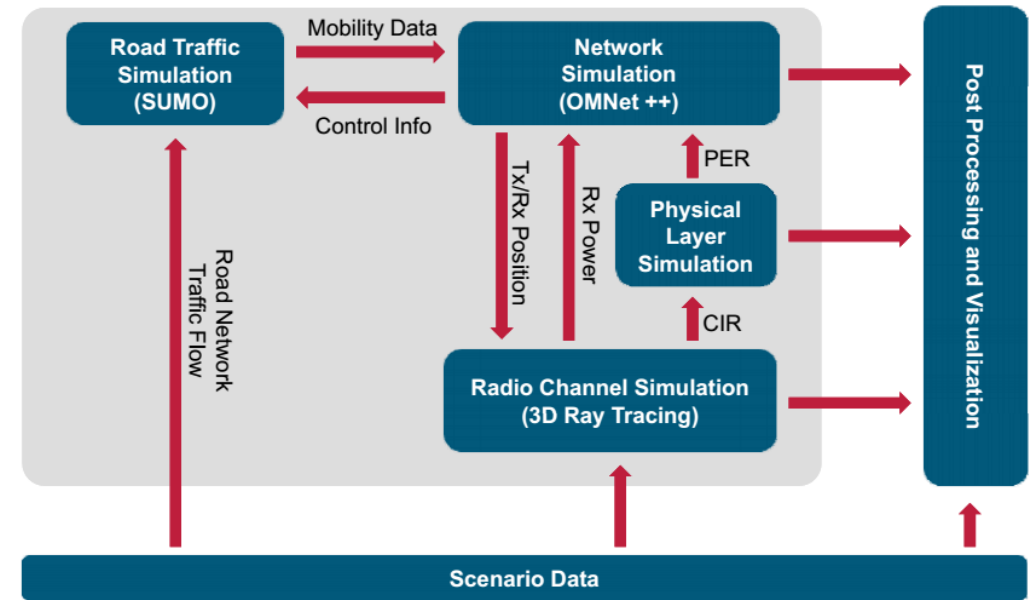 Road Traffic
Simulation
(SUMO)
Mobility Data
Control Info
Network
Simulation
(OMNet ++)
Tx/Rx Position
Rx Power
PER
Physical
Layer
Simulation
CIR
Road Network
Traffic Flow
Radio Channel Simulation
(3D Ray Tracing)
Post Processing and Visualization
Scenario Data